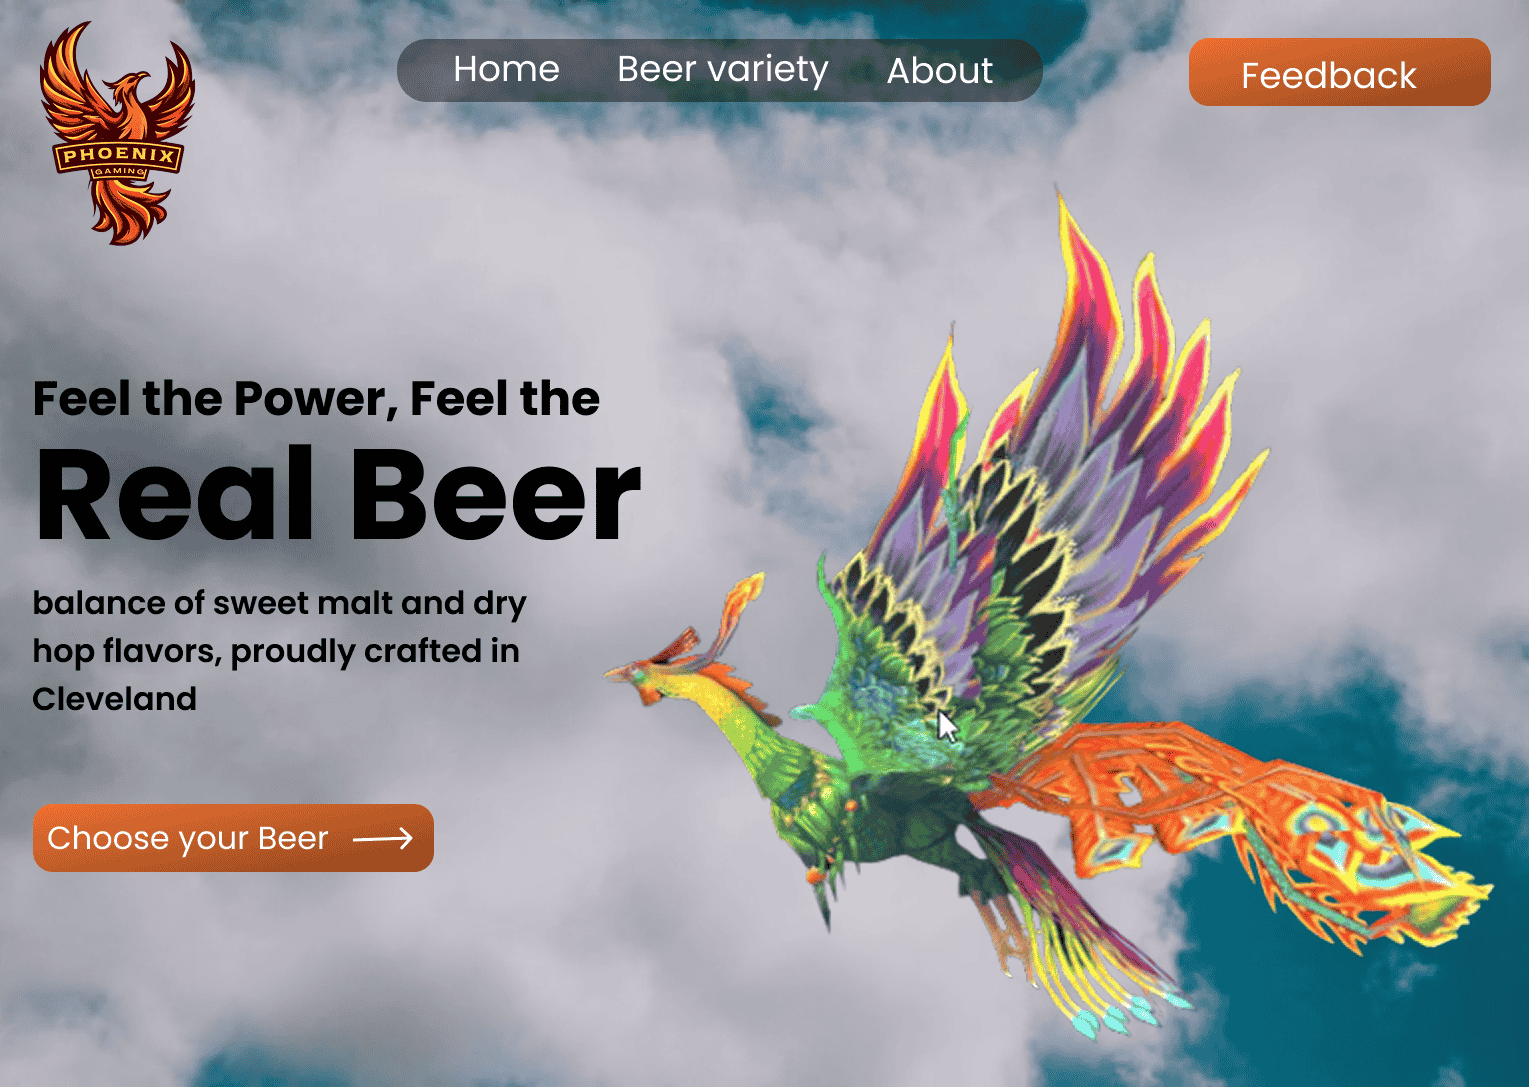 PHOENIX
GAMING
Home
Beer variety
About
Feedback
Feel the Power, Feel the
Real Beer
balance of sweet malt and dry
hop flavors, proudly crafted in
Cleveland
Choose your Beer